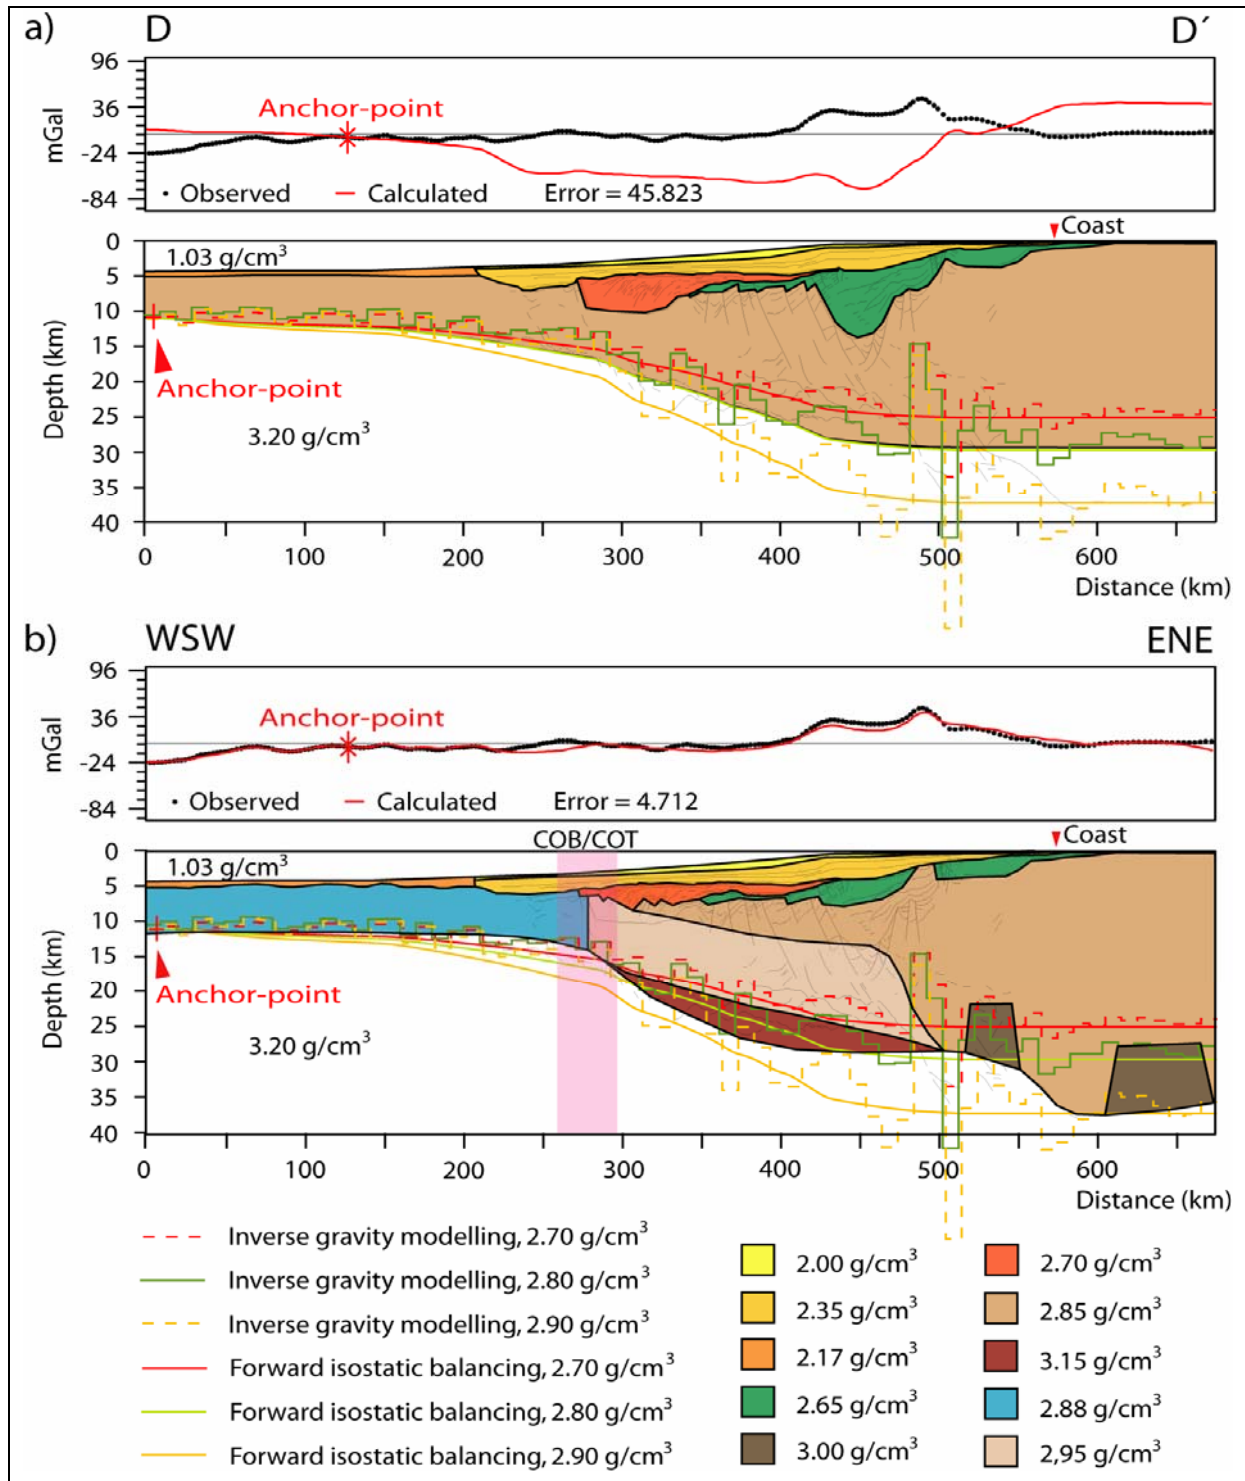 a) D D´
96
36
-24
-84
mGal
Anchor-point
Observed Calculated Error = 45.823
Coast
1.03 g/cm³
0
5
10
15
20
25
30
35
40
Depth (km)
Anchor-point
3.20 g/cm³
0 100 200 300 400 500 600
Distance (km)
b) WSW ENE
96
36
-24
-84
mGal
Anchor-point
Observed Calculated Error = 4.712
COB/COT
Coast
1.03 g/cm³
0
5
10
15
20
25
30
35
40
Depth (km)
Anchor-point
3.20 g/cm³
0 100 200 300 400 500 600
Distance (km)
Inverse gravity modelling, 2.70 g/cm³
Inverse gravity modelling, 2.80 g/cm³
Inverse gravity modelling, 2.90 g/cm³
Forward isostatic balancing, 2.70 g/cm³
Forward isostatic balancing, 2.80 g/cm³
Forward isostatic balancing, 2.90 g/cm³
2.00 g/cm³
2.35 g/cm³
2.17 g/cm³
2.65 g/cm³
3.00 g/cm³
2.70 g/cm³
2.85 g/cm³
3.15 g/cm³
2.88 g/cm³
2,95 g/cm³